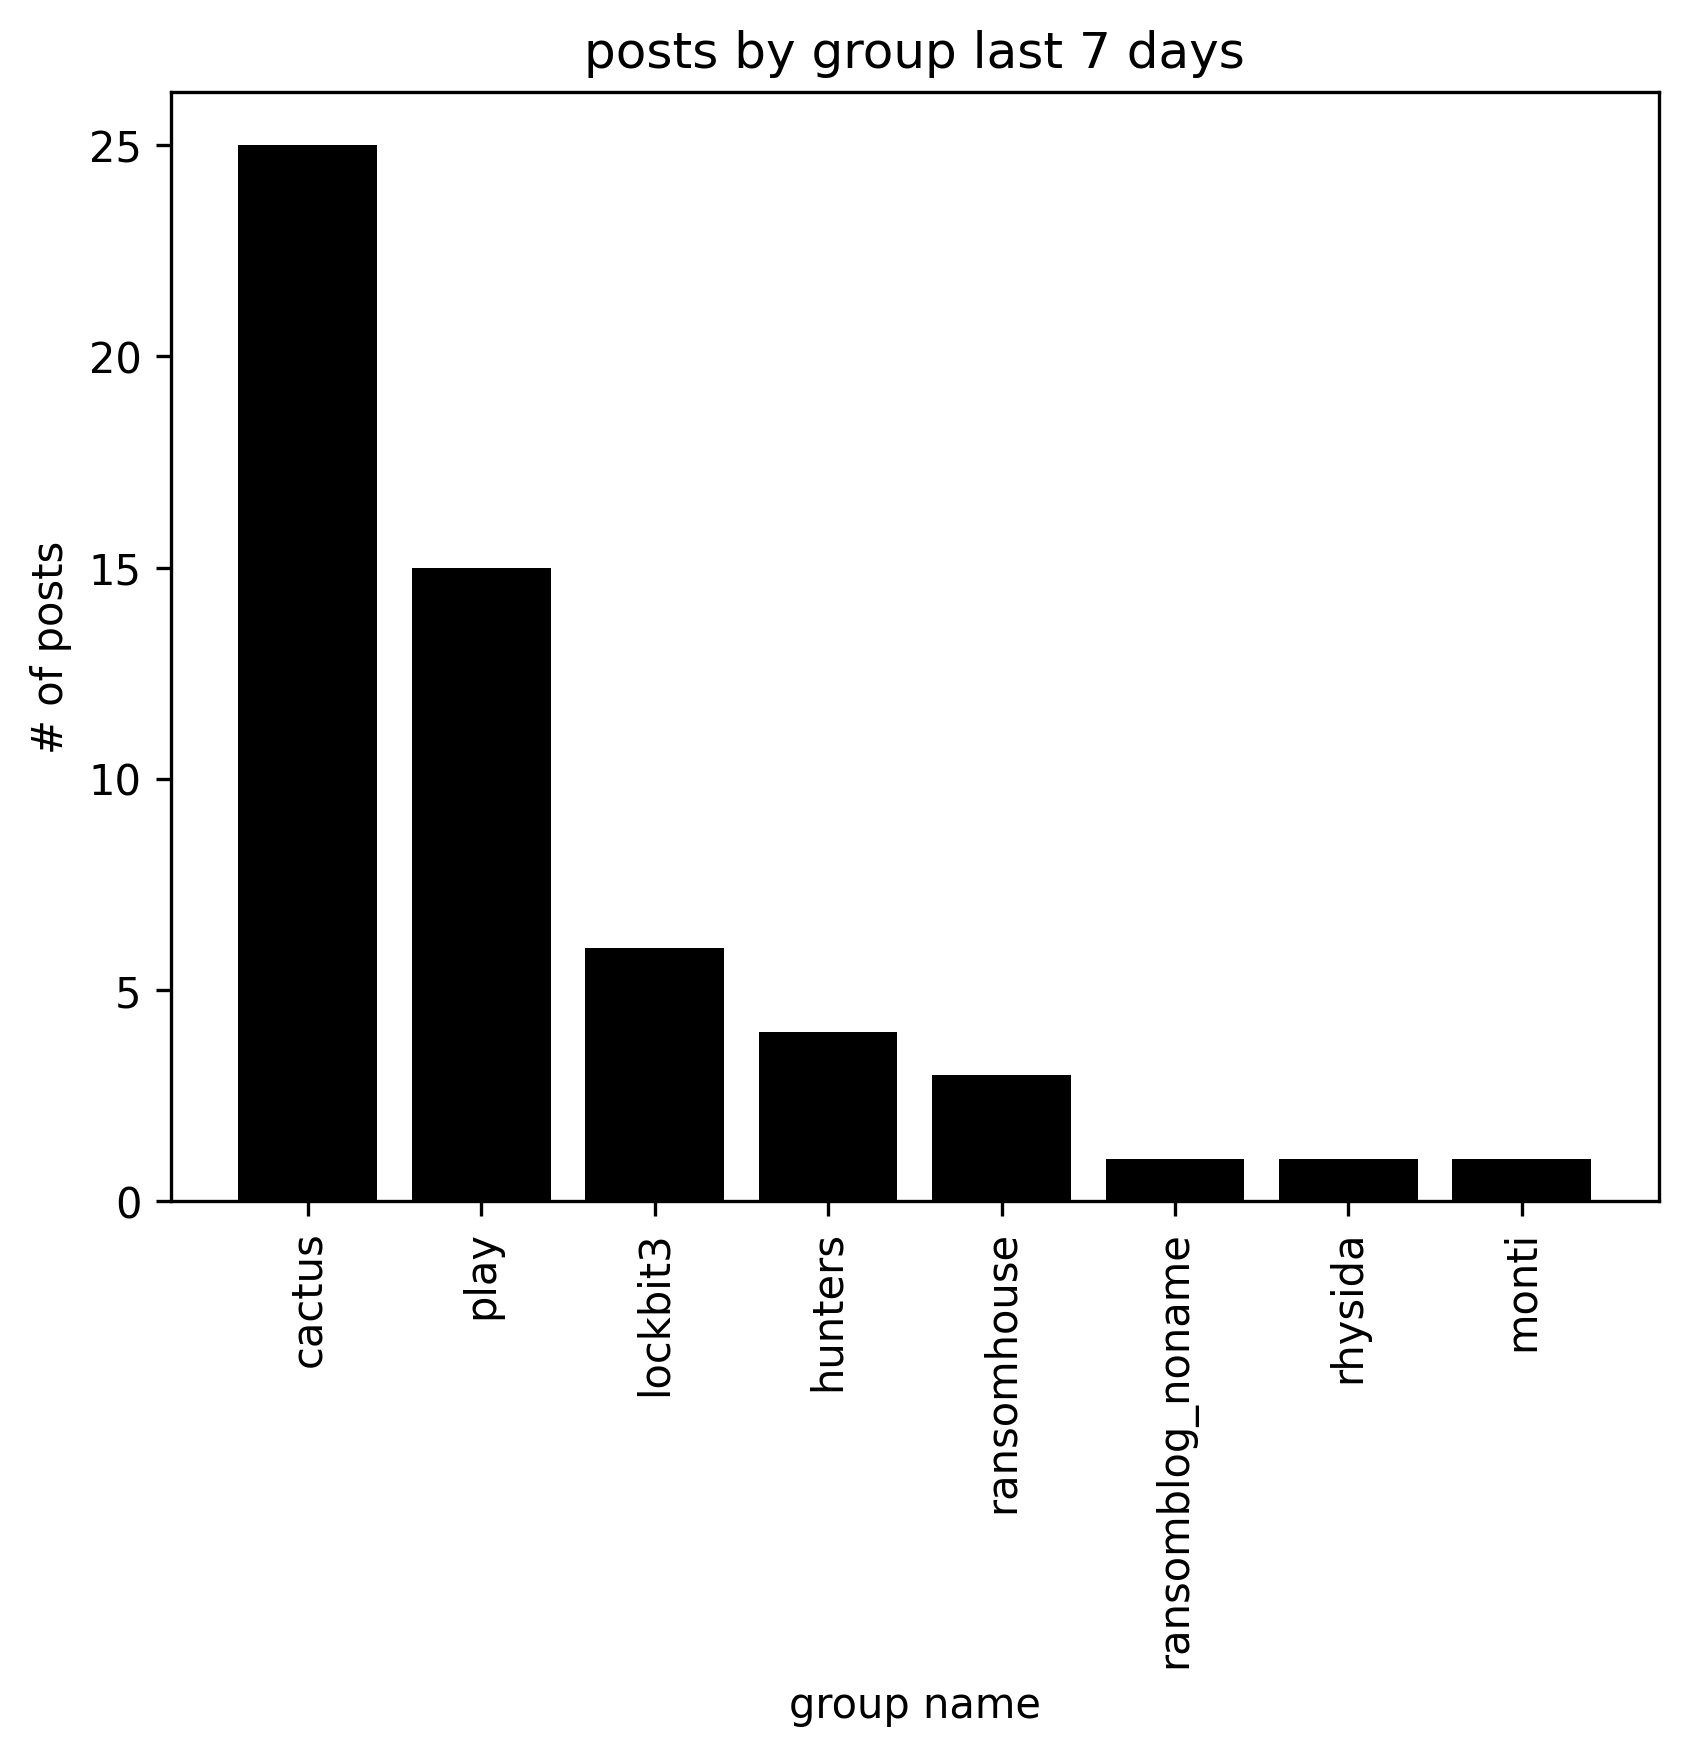 posts by group last 7 days
25
20
15
10
5
0
# of posts
cactus
play
lockbit3
hunters
ransomhouse
ransomblog_noname
rhysida
monti
group name